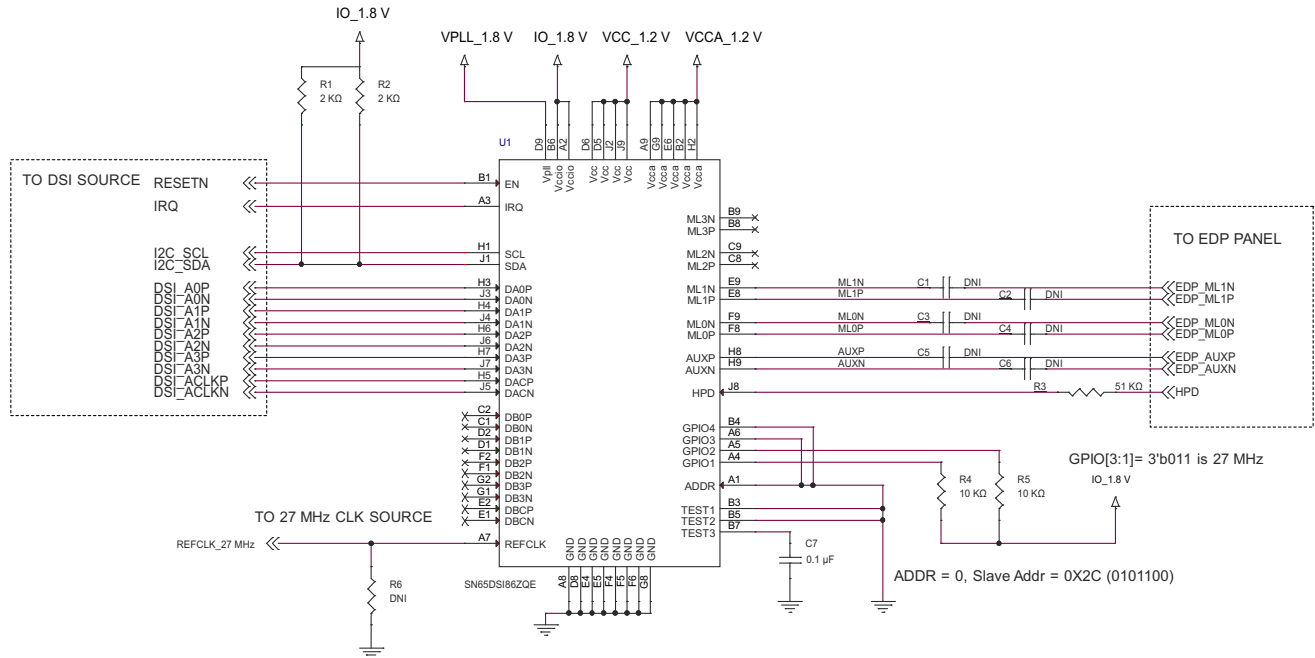 IO_1.8 V
VPLL_1.8 V IO_1.8 V VCC_1.2 V VCCA_1.2 V
R1
2 KΩ
R2
2 KΩ
U1
D9 B6 A2 D6 D5 J2 J9 A9 G9 E6 B2 H2
Vpll Vccio Vccio Vcc Vcc Vcc Vcc Vcca Vcca Vcca Vcca Vcca
TO DSI SOURCE
RESETN B1 EN
IRQ A3 IRQ
I2C_SCL H1 SCL
I2C_SDA J1 SDA
DSI_A0P H3 DA0P
DSI_A0N J3 DA0N
DSI_A1P H4 DA1P
DSI_A1N J4 DA1N
DSI_A2P H6 DA2P
DSI_A2N J6 DA2N
DSI_A3P H7 DA3P
DSI_A3N J7 DA3N
DSI_ACLKP H5 DACP
DSI_ACLKN J5 DACN
C2 DB0P
C1 DB0N
D2 DB1P
D1 DB1N
F2 DB2P
F1 DB2N
G2 DB3P
G1 DB3N
E2 DBCP
E1 DBCN
TO 27 MHz CLK SOURCE
REFCLK_27 MHz A7 REFCLK
R6
DNI
SN65DSI86ZQE
GND GND GND GND GND GND GND GND
A8 D8 E4 E5 F4 F5 F6 G8
ML3N B9
ML3P B8
ML2N C9
ML2P C8
TO EDP PANEL
ML1N E9 ML1N C1 DNI EDP_ML1N
ML1P E8 ML1P C2 DNI EDP_ML1P
ML0N F9 ML0N C3 DNI EDP_ML0N
ML0P F8 ML0P C4 DNI EDP_ML0P
AUXP H8 AUXP C5 DNI EDP_AUXP
AUXN H9 AUXN C6 DNI EDP_AUXN
HPD J8 R3 51 KΩ HPD
GPIO4 B4
GPIO3 A6
GPIO2 A5
GPIO1 A4
ADDR A1
TEST1 B3
TEST2 B5
TEST3 B7
GPIO[3:1]= 3'b011 is 27 MHz
IO_1.8 V
R4
10 KΩ
R5
10 KΩ
C7
0.1 µF
ADDR = 0, Slave Addr = 0X2C (0101100)